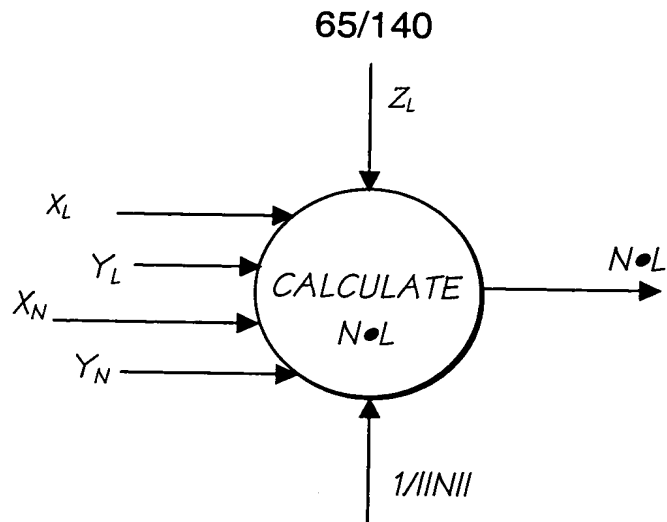 65/140
Z_L
X_L
Y_L
N•L
X_N
CALCULATE
N•L
Y_N
1/||N||